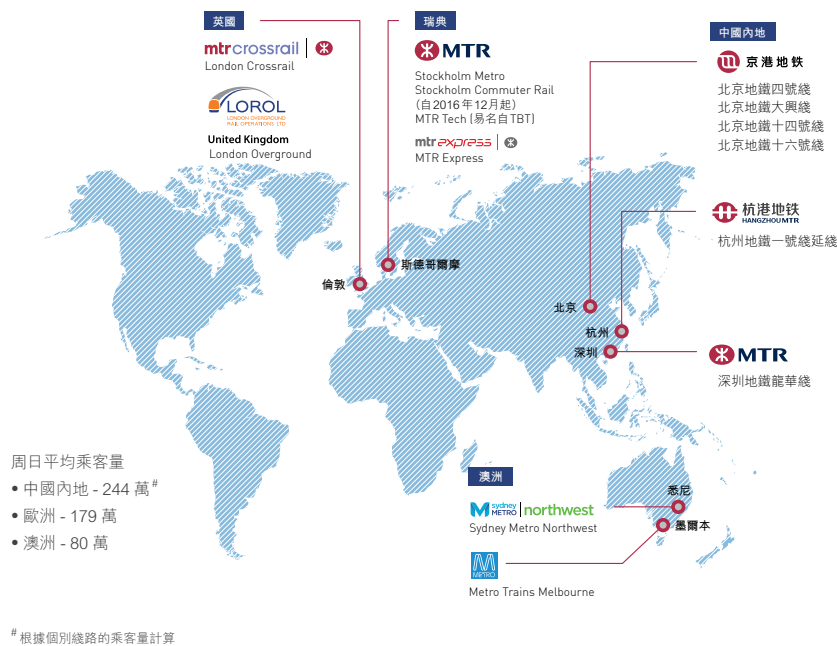 英國
mtrcrossrail
London Crossrail
LOROL
LONDON OVERGROUND
RAIL OPERATIONS LTD
United Kingdom
London Overground
瑞典
MTR
Stockholm Metro
Stockholm Commuter Rail
(自2016年12月起)
MTR Tech (易名自TBT)
mtr express
MTR Express
中國內地
京港地铁
北京地鐵四號綫
北京地鐵大興綫
北京地鐵十四號綫
北京地鐵十六號綫
杭港地铁
HANGZHOUMTR
杭州地鐵一號綫延綫
MTR
深圳地鐵龍華綫
倫敦
斯德哥爾摩
北京
杭州
深圳
周日平均乘客量
• 中國內地 - 244 萬#
• 歐洲 - 179 萬
• 澳洲 - 80 萬
澳洲
sydney METRO northwest
Sydney Metro Northwest
METRO
Metro Trains Melbourne
悉尼
墨爾本
# 根據個別綫路的乘客量計算